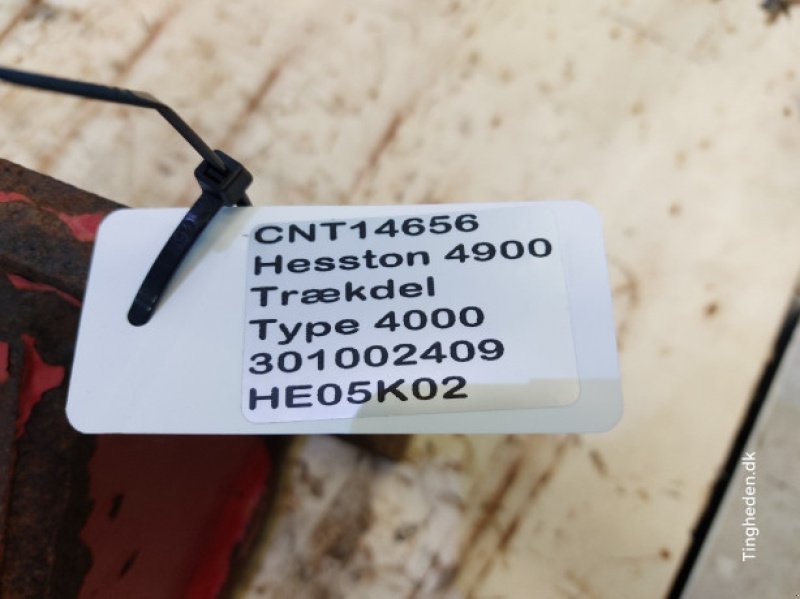 CNT14656
Hesston 4900
Trækdel
Type 4000
301002409
HE05K02
Tingheden.dk